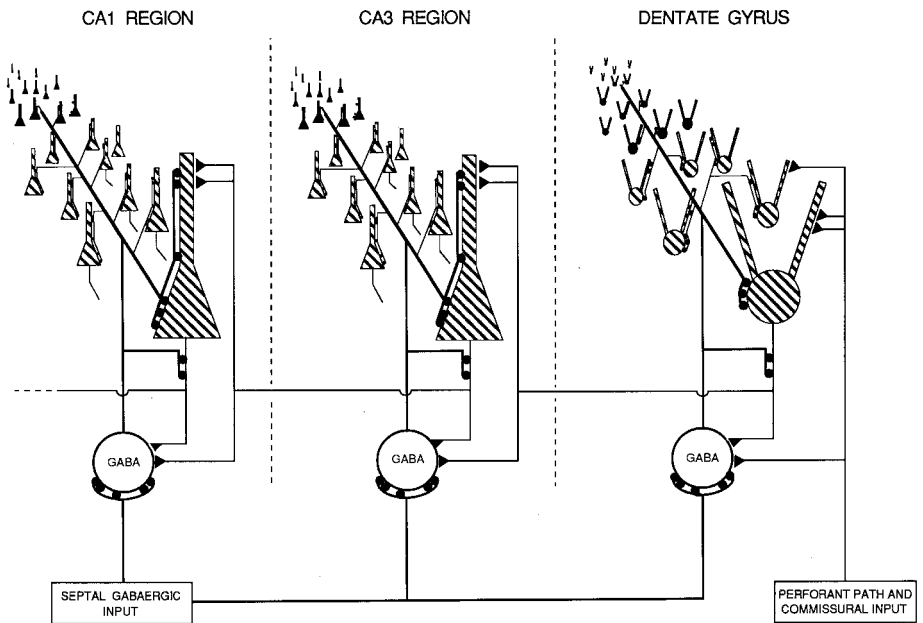 CA1 REGION
CA3 REGION
DENTATE GYRUS
GABA
GABA
GABA
SEPTAL GABAERGIC
INPUT
PERFORANT PATH AND
COMMISSURAL INPUT